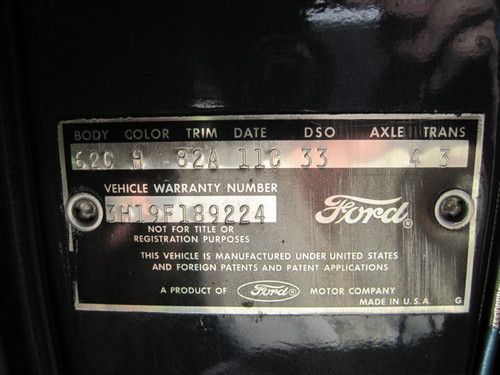 BODY COLOR TRIM DATE DSO AXLE TRANS
62C H 82A 11C 33 4 3
VEHICLE WARRANTY NUMBER
3H19F189224
Ford®
NOT FOR TITLE OR
REGISTRATION PURPOSES
THIS VEHICLE IS MANUFACTURED UNDER UNITED STATES
AND FOREIGN PATENTS AND PATENT APPLICATIONS
A PRODUCT OF Ford MOTOR COMPANY
MADE IN U.S.A. G